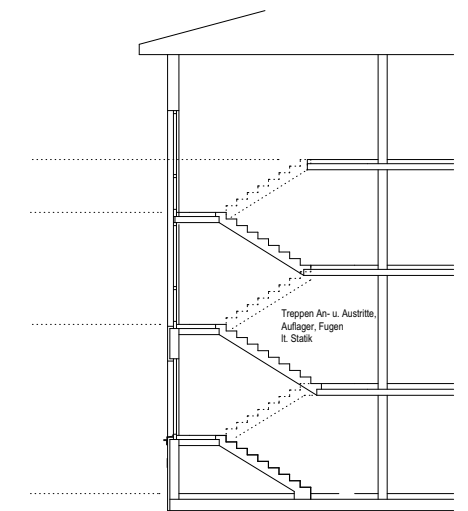 Treppen An- u. Austritte,
Auflager, Fugen
lt. Statik